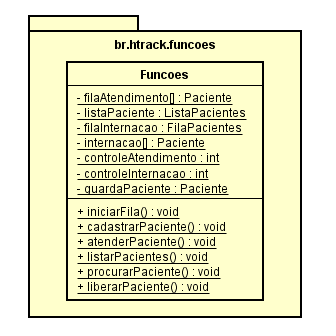 br.htrack.funcoes
Funcoes
- filaAtendimento[] : Paciente
- listaPaciente : ListaPacientes
- filaInternacao : FilaPacientes
- internacao[] : Paciente
- controleAtendimento : int
- controleInternacao : int
- guardaPaciente : Paciente
+ iniciarFila() : void
+ cadastrarPaciente() : void
+ atenderPaciente() : void
+ listarPacientes() : void
+ procurarPaciente() : void
+ liberarPaciente() : void